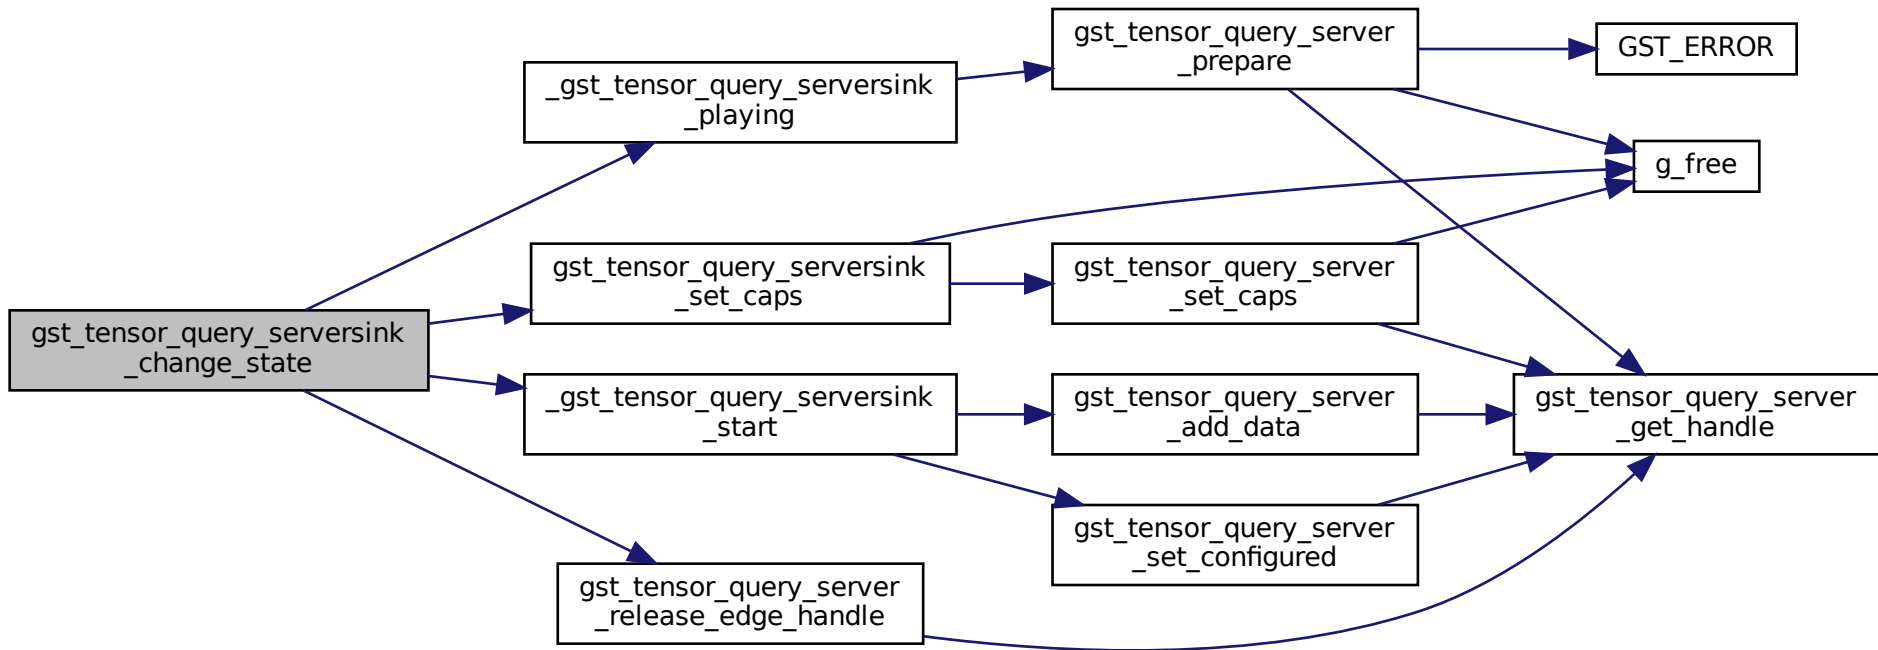 gst_tensor_query_serversink
_change_state
_gst_tensor_query_serversink
_playing
gst_tensor_query_serversink
_set_caps
_gst_tensor_query_serversink
_start
gst_tensor_query_server
_release_edge_handle
gst_tensor_query_server
_prepare
gst_tensor_query_server
_set_caps
gst_tensor_query_server
_add_data
gst_tensor_query_server
_set_configured
GST_ERROR
g_free
gst_tensor_query_server
_get_handle